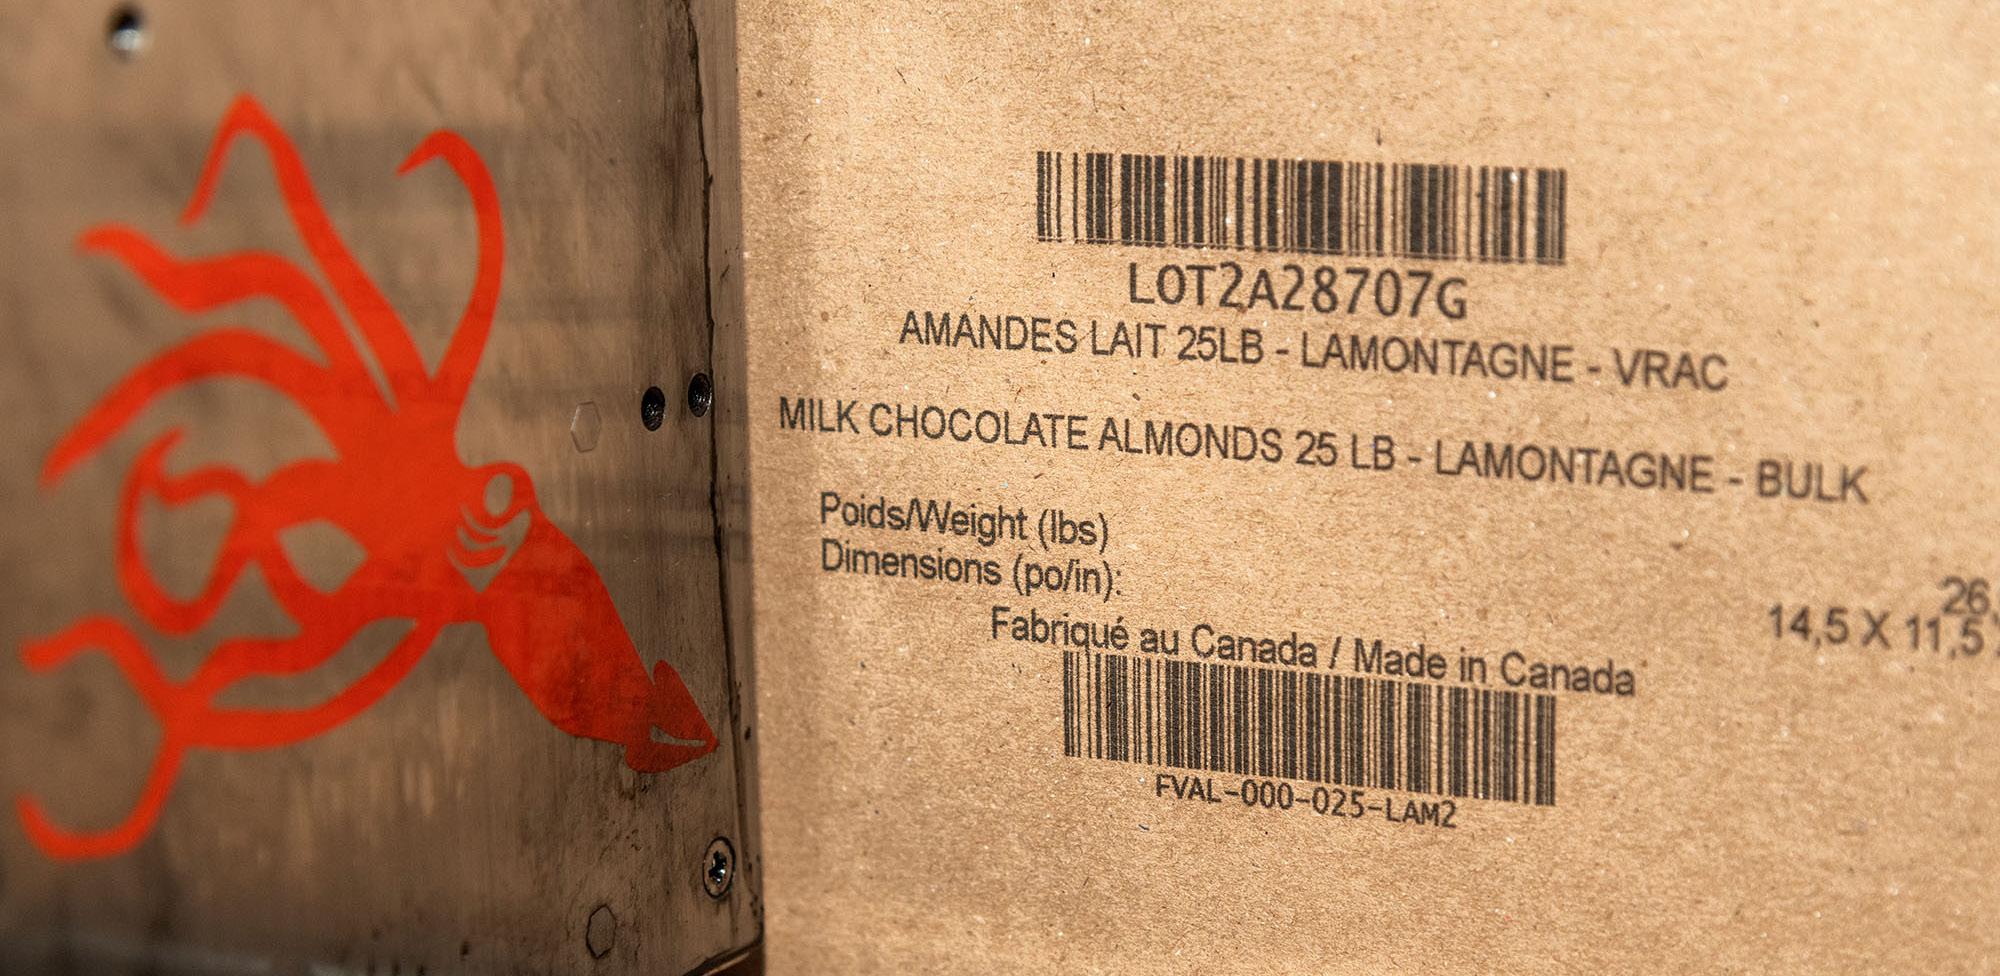 LOT2A28707G
AMANDES LAIT 25LB - LAMONTAGNE - VRAC
MILK CHOCOLATE ALMONDS 25 LB - LAMONTAGNE - BULK
Poids/Weight (lbs)
26,
Dimensions (po/in):
14,5 X 11,5
Fabriqué au Canada / Made in Canada
FVAL-000-025-LAM2